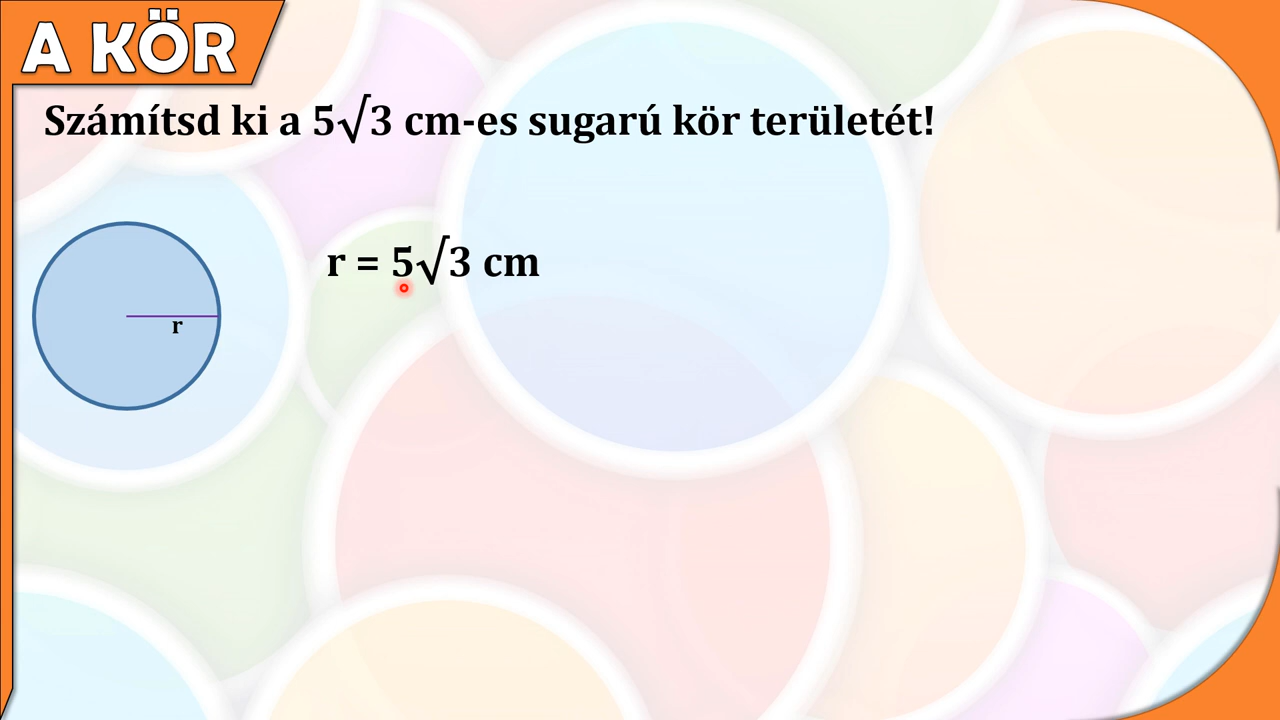 A KÖR
Számítsd ki a 5√3 cm-es sugarú kör területét!
r = 5√3 cm
r